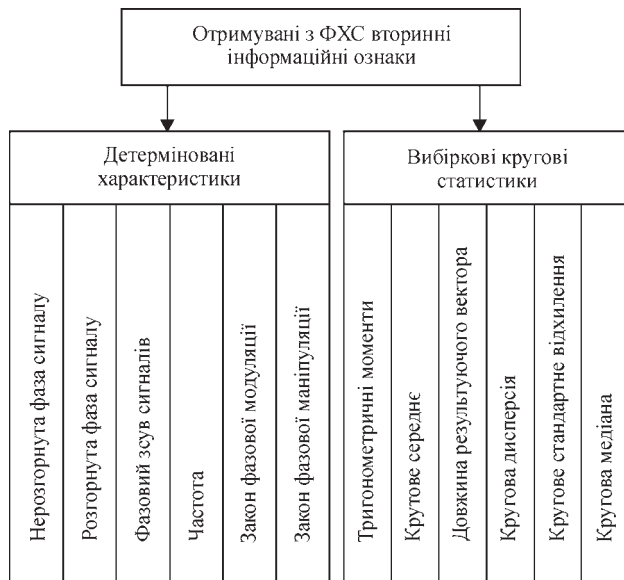 Отримувані з ФХС вторинні
інформаційні ознаки
Детерміновані
характеристики
Вибіркові кругові
статистики
Нерозгорнута фаза сигналу
Розгорнута фаза сигналу
Фазовий зсув сигналів
Частота
Закон фазової модуляції
Закон фазової маніпуляції
Тригонометричні моменти
Кругове середнє
Довжина результуючого вектора
Кругова дисперсія
Кругове стандартне відхилення
Кругова медіана